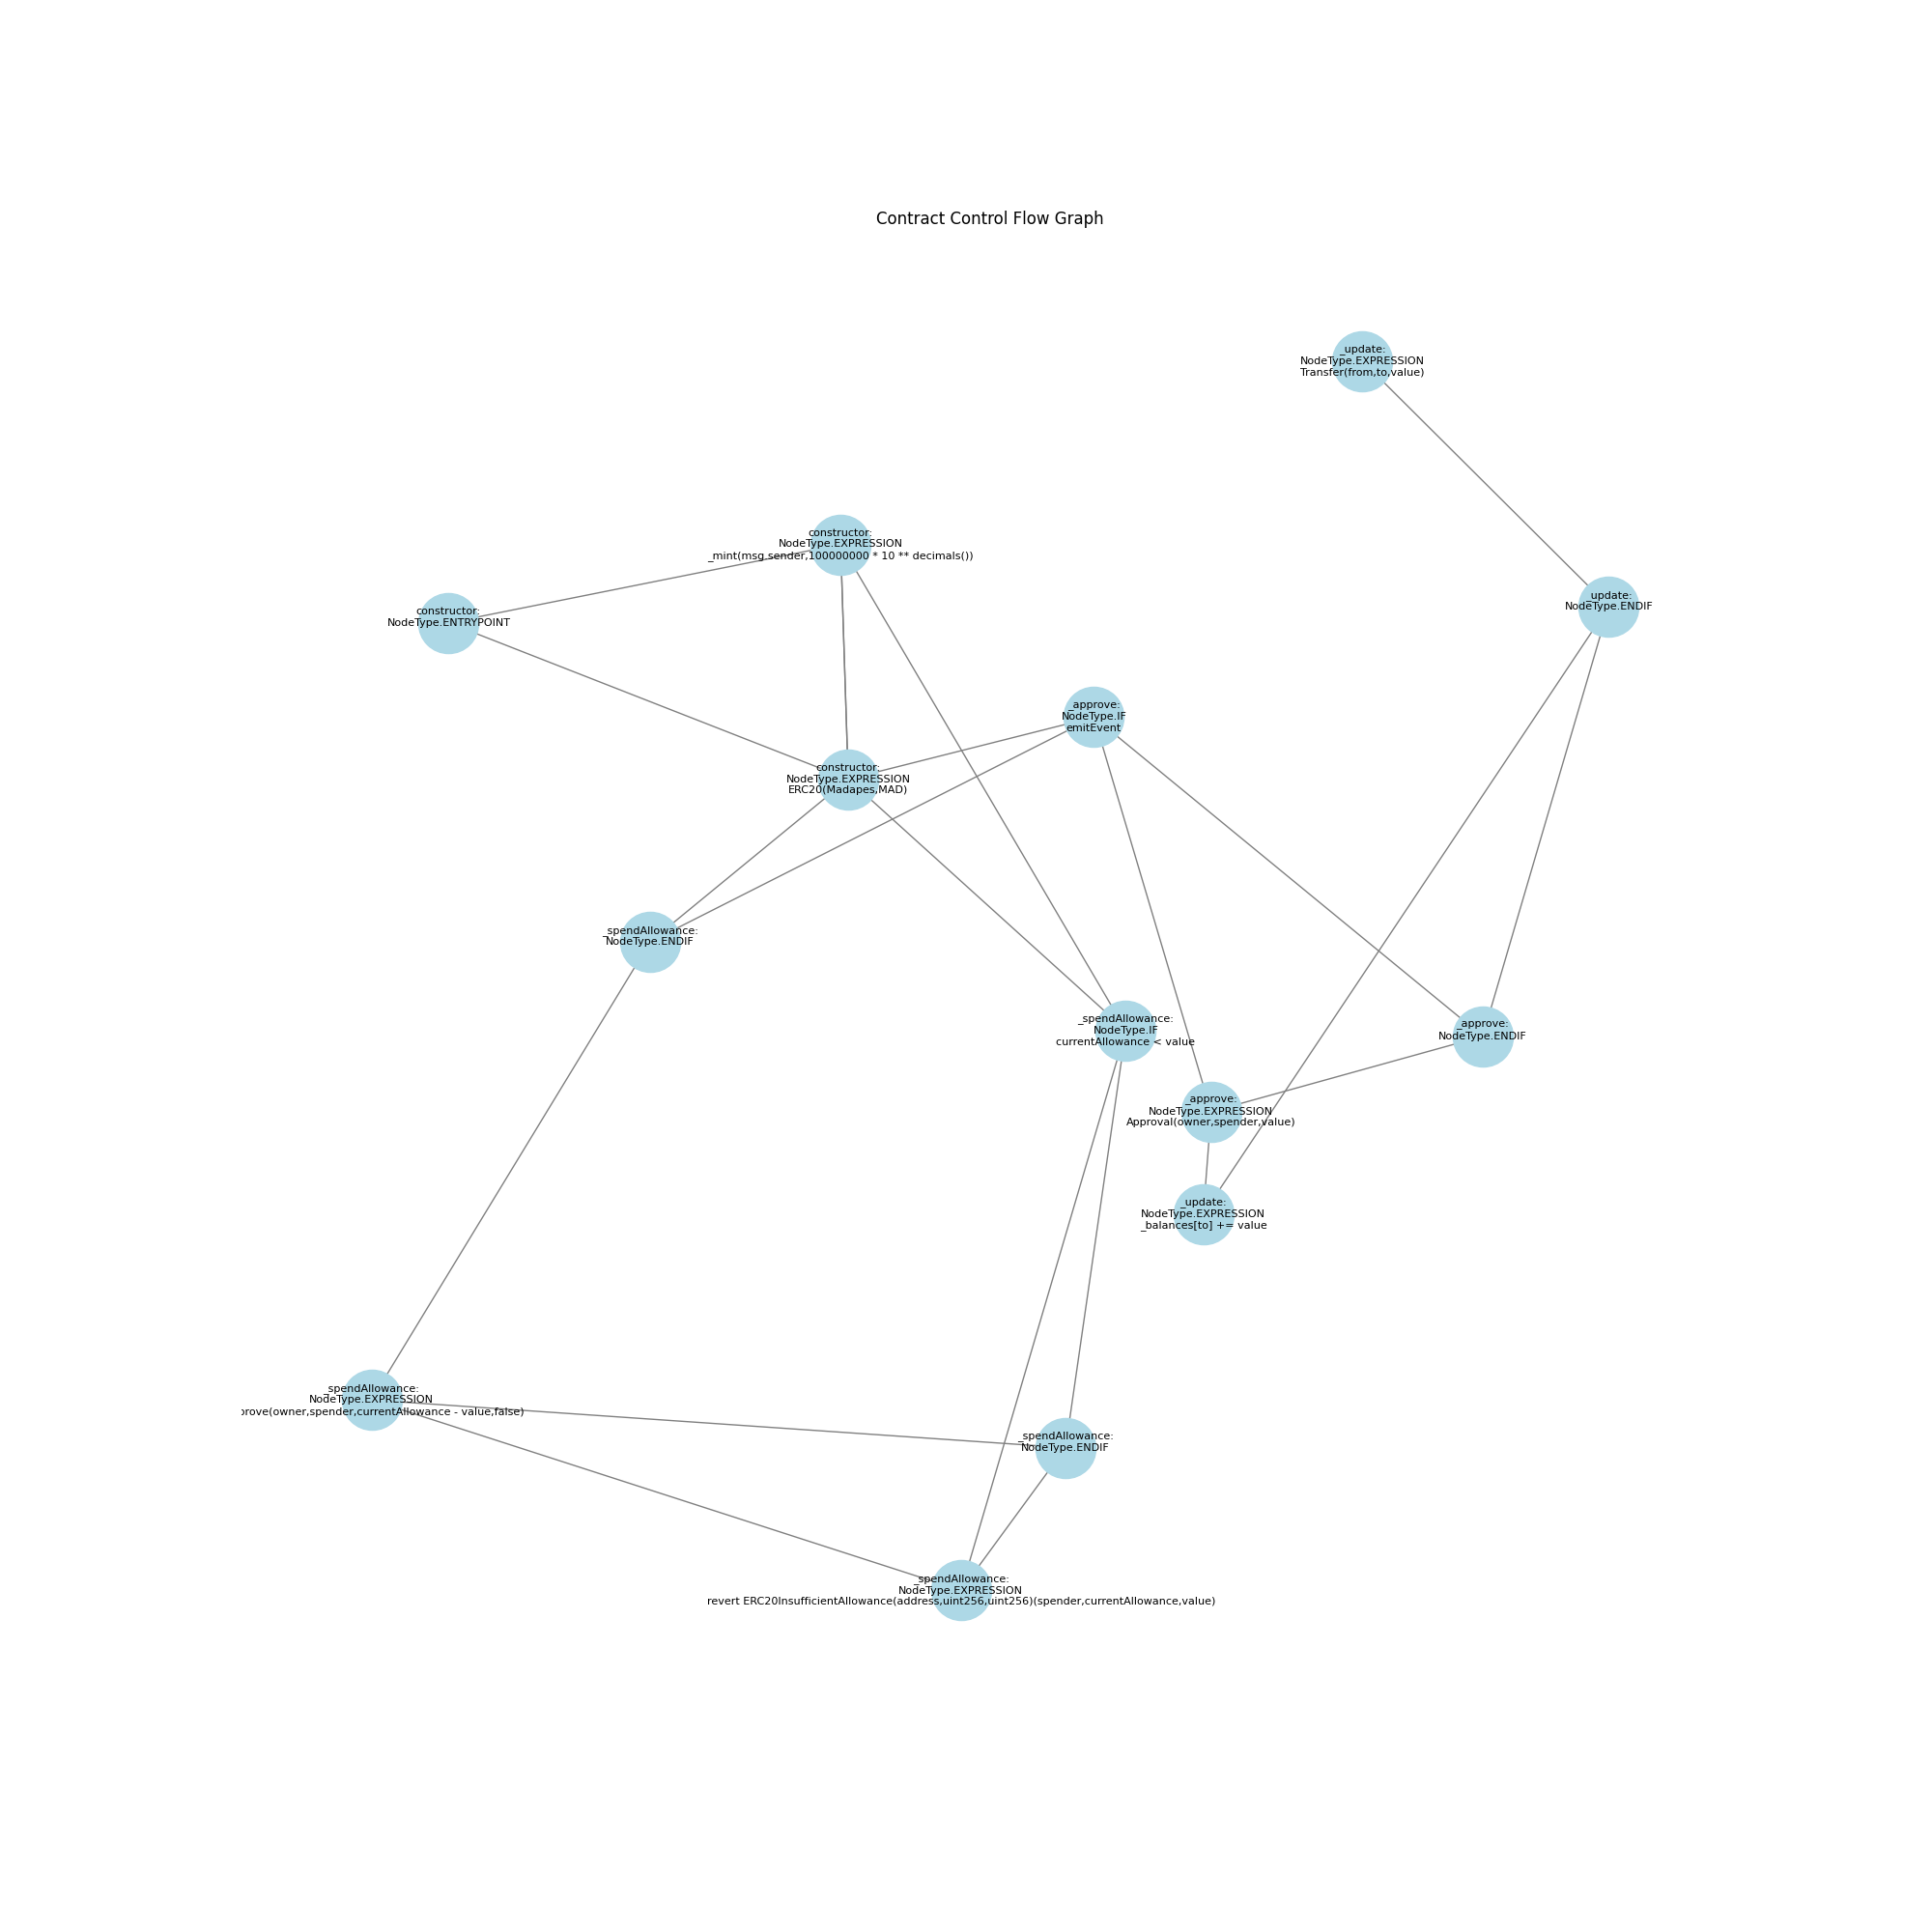 Contract Control Flow Graph
_update:
NodeType.EXPRESSION
Transfer(from,to,value)
constructor:
NodeType.EXPRESSION
_mint(msg.sender,100000000 * 10 ** decimals())
_update:
NodeType.ENDIF
constructor:
NodeType.ENTRYPOINT
_approve:
NodeType.IF
emitEvent
constructor:
NodeType.EXPRESSION
ERC20(Madapes,MAD)
_spendAllowance:
NodeType.ENDIF
_spendAllowance:
NodeType.IF
currentAllowance < value
_approve:
NodeType.ENDIF
_approve:
NodeType.EXPRESSION
Approval(owner,spender,value)
_update:
NodeType.EXPRESSION
_balances[to] += value
_spendAllowance:
NodeType.EXPRESSION
prove(owner,spender,currentAllowance - value,false)
_spendAllowance:
NodeType.ENDIF
_spendAllowance:
NodeType.EXPRESSION
revert ERC20InsufficientAllowance(address,uint256,uint256)(spender,currentAllowance,value)